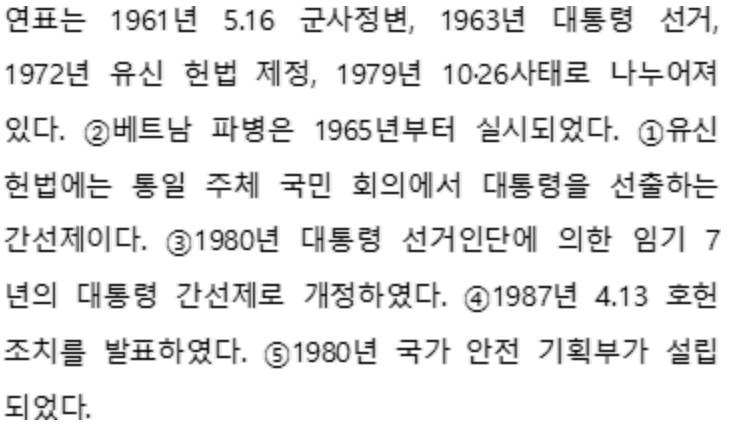 연표는 1961년 5.16 군사정변, 1963년 대통령 선거,
1972년 유신 헌법 제정, 1979년 10·26사태로 나누어져
있다. ②베트남 파병은 1965년부터 실시되었다. ①유신
헌법에는 통일 주체 국민 회의에서 대통령을 선출하는
간선제이다. ③1980년 대통령 선거인단에 의한 임기 7
년의 대통령 간선제로 개정하였다. ④1987년 4.13 호헌
조치를 발표하였다. ⑤1980년 국가 안전 기획부가 설립
되었다.